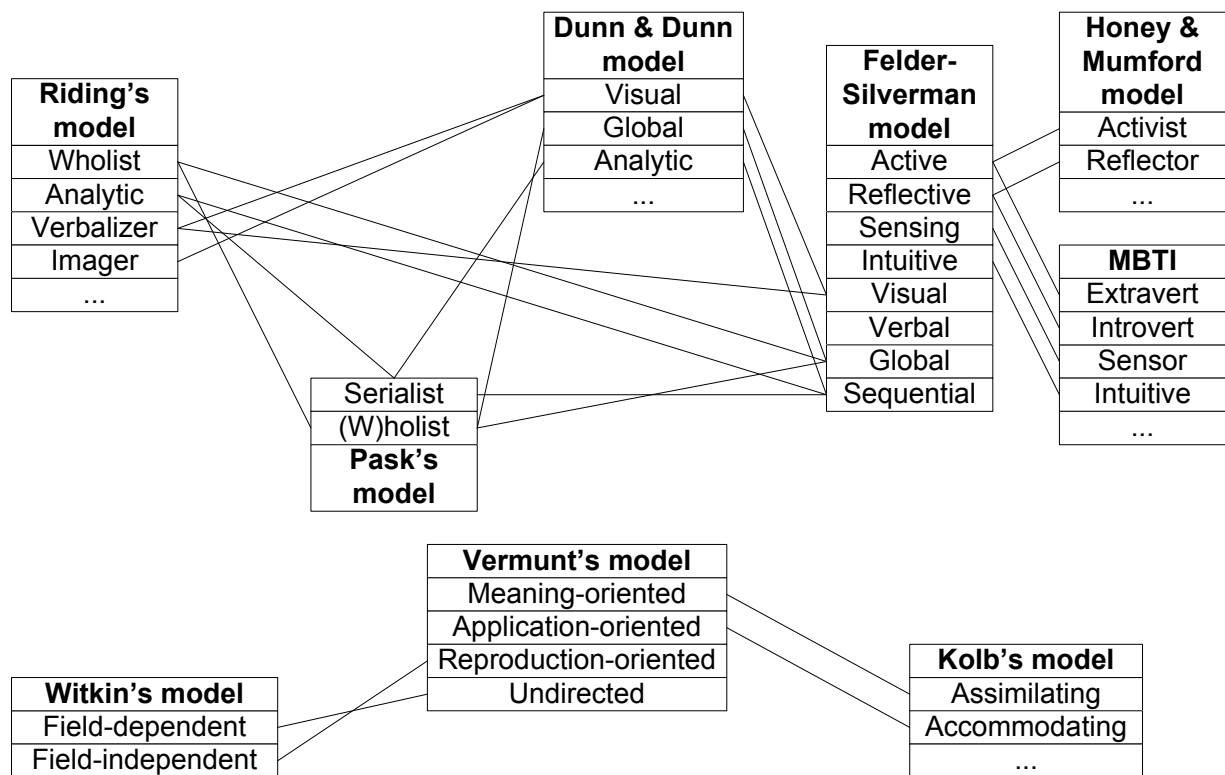 Riding's
model
Wholist
Analytic
Verbalizer
Imager
...
Dunn & Dunn
model
Visual
Global
Analytic
...
Felder-
Silverman
model
Active
Reflective
Sensing
Intuitive
Visual
Verbal
Global
Sequential
Honey &
Mumford
model
Activist
Reflector
...
MBTI
Extravert
Introvert
Sensor
Intuitive
...
Serialist
(W)holist
Pask's
model
Witkin's model
Field-dependent
Field-independent
Vermunt's model
Meaning-oriented
Application-oriented
Reproduction-oriented
Undirected
Kolb's model
Assimilating
Accommodating
...